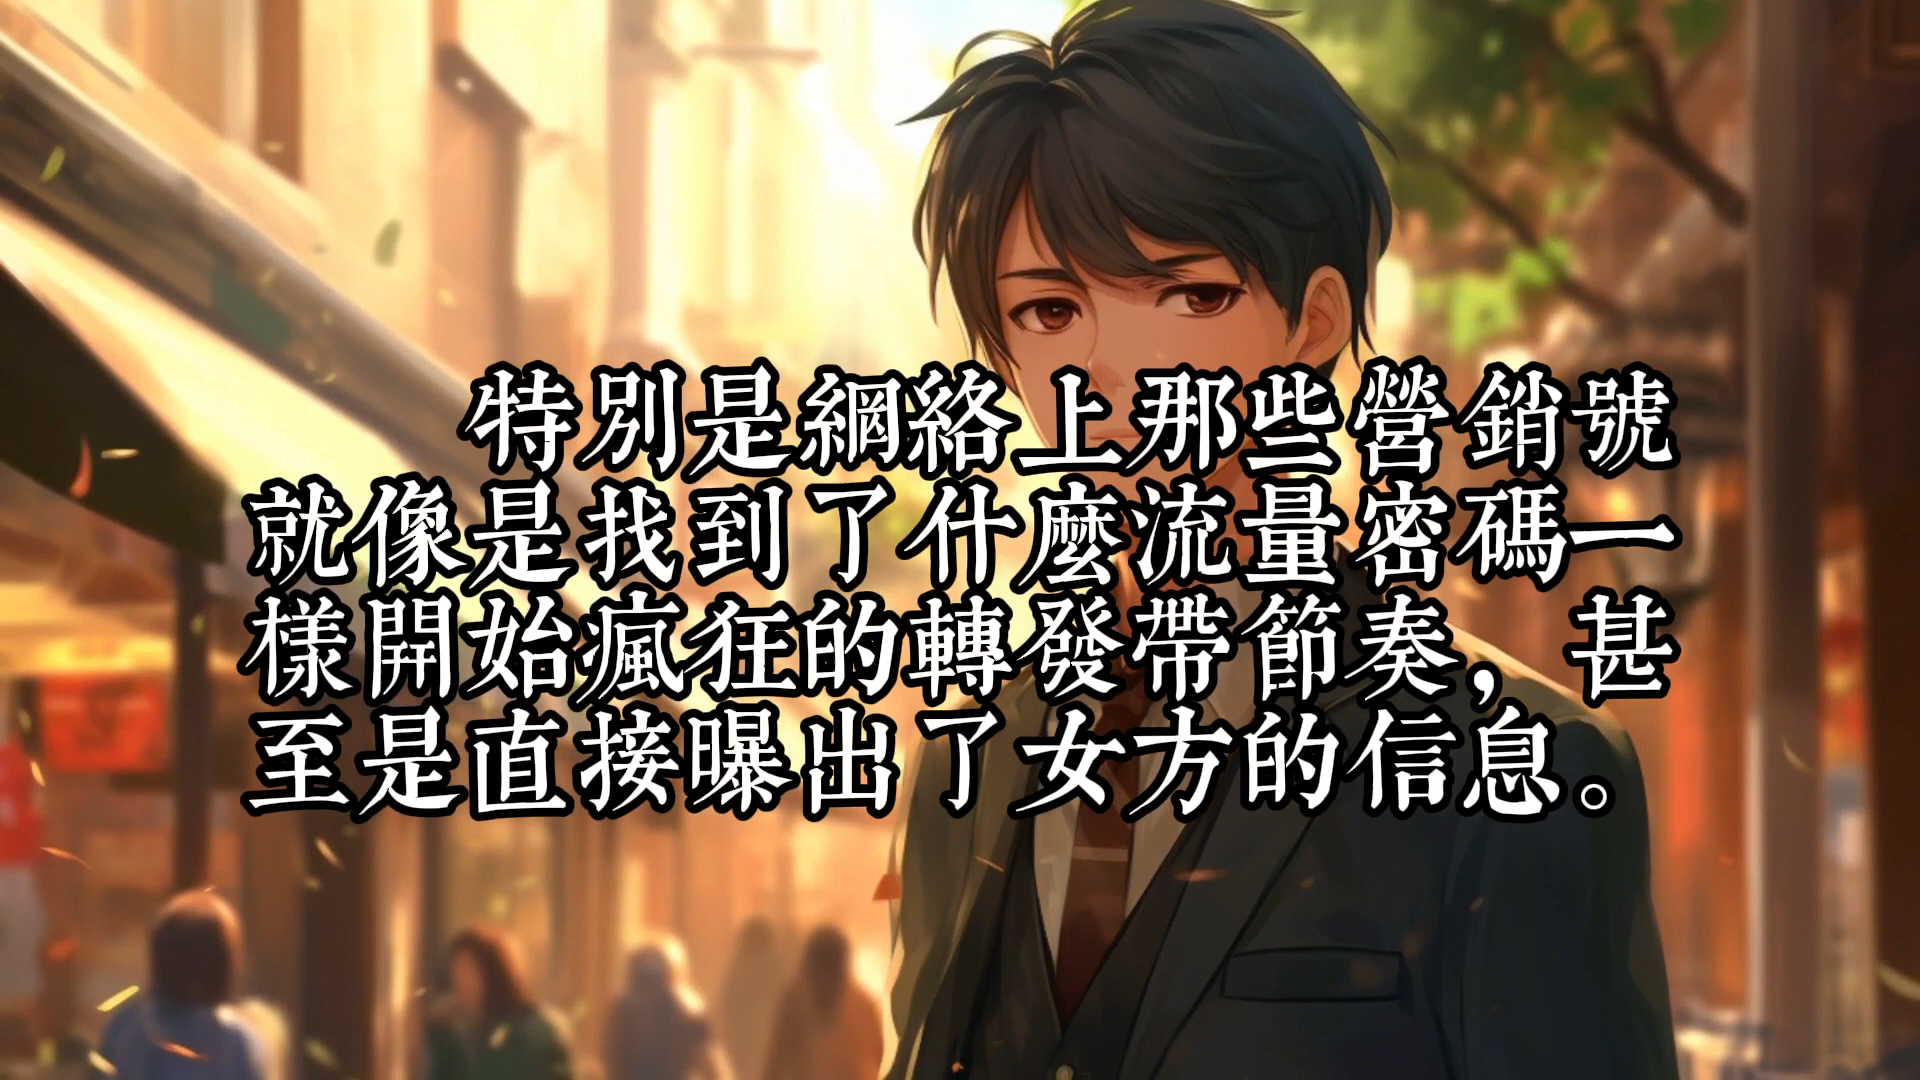 特別是網絡上那些營銷號
就像是找到了什麼流量密碼一
樣開始瘋狂的轉發帶節奏，甚
至是直接曝出了女方的信息。